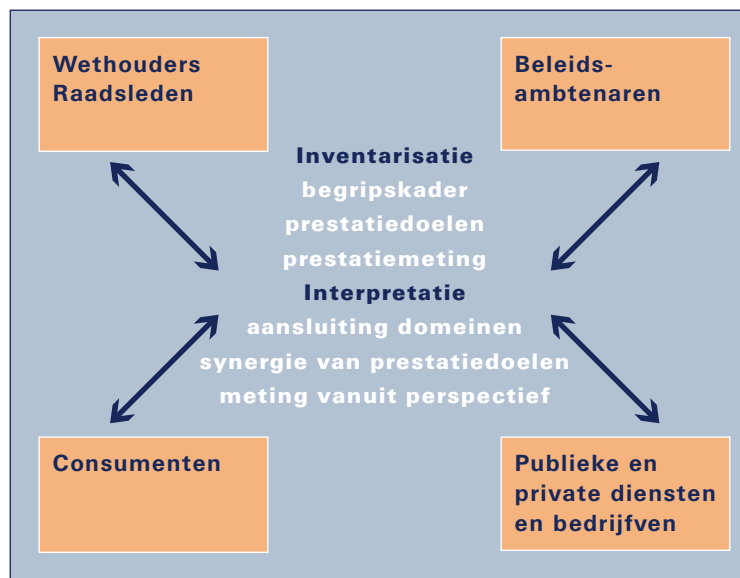 Wethouders
Raadsleden
Beleids-
ambtenaren
Inventarisatie
begripskader
prestatiedoelen
prestatiemeting
Interpretatie
aansluiting domeinen
synergie van prestatiedoelen
meting vanuit perspectief
Consumenten
Publieke en
private diensten
en bedrijfven